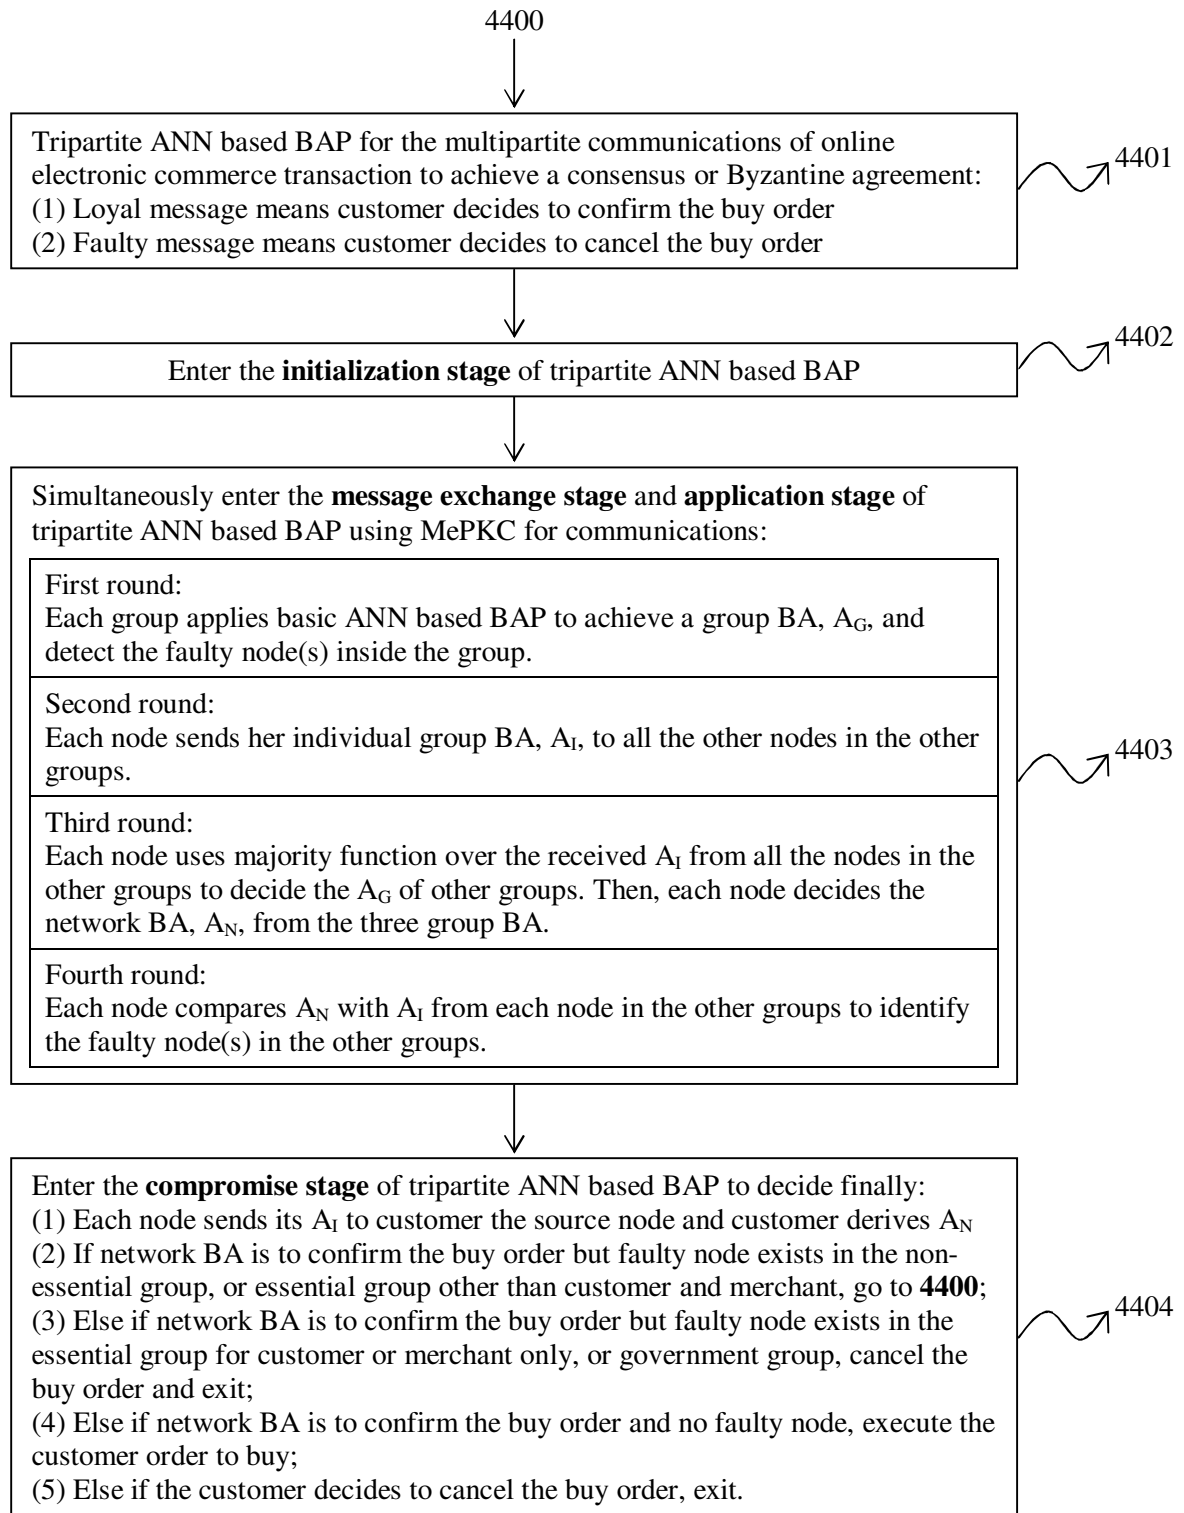 4400
Tripartite ANN based BAP for the multipartite communications of online
electronic commerce transaction to achieve a consensus or Byzantine agreement:
(1) Loyal message means customer decides to confirm the buy order
(2) Faulty message means customer decides to cancel the buy order
4401
Enter the initialization stage of tripartite ANN based BAP
4402
Simultaneously enter the message exchange stage and application stage of
tripartite ANN based BAP using MePKC for communications:
First round:
Each group applies basic ANN based BAP to achieve a group BA, A_G, and
detect the faulty node(s) inside the group.
Second round:
Each node sends her individual group BA, A_I, to all the other nodes in the other
groups.
Third round:
Each node uses majority function over the received A_I from all the nodes in the
other groups to decide the A_G of other groups. Then, each node decides the
network BA, A_N, from the three group BA.
Fourth round:
Each node compares A_N with A_I from each node in the other groups to identify
the faulty node(s) in the other groups.
4403
Enter the compromise stage of tripartite ANN based BAP to decide finally:
(1) Each node sends its A_I to customer the source node and customer derives A_N
(2) If network BA is to confirm the buy order but faulty node exists in the non-
essential group, or essential group other than customer and merchant, go to 4400;
(3) Else if network BA is to confirm the buy order but faulty node exists in the
essential group for customer or merchant only, or government group, cancel the
buy order and exit;
(4) Else if network BA is to confirm the buy order and no faulty node, execute the
customer order to buy;
(5) Else if the customer decides to cancel the buy order, exit.
4404